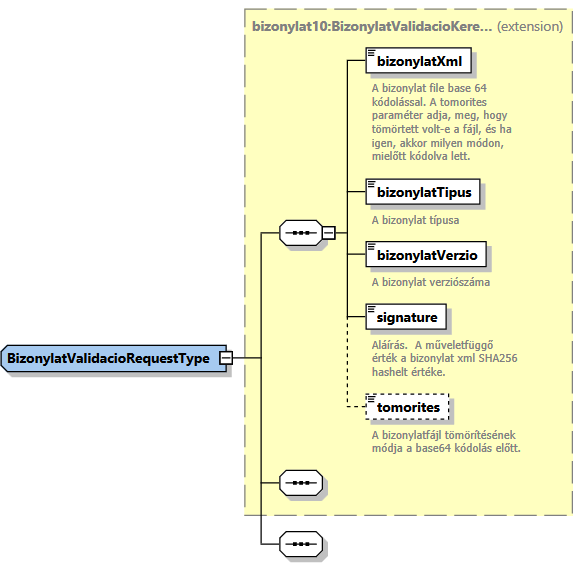 bizonylat10:BizonylatValidacioKere... (extension)
bizonylatXml
A bizonylat file base 64
kódolással. A tomorites
paraméter adja, meg, hogy
tömörtett volt-e a fájl, és ha
igen, akkor milyen módon,
mielőtt kódolva lett.
bizonylatTipus
A bizonylat típusa
bizonylatVerzio
A bizonylat verziószáma
signature
Aláírás. A műveletfüggő
érték a bizonylat xml SHA256
hashelt értéke.
BizonylatValidacioRequestType
tomorites
A bizonylatfájl tömörítésének
módja a base64 kódolás előtt.